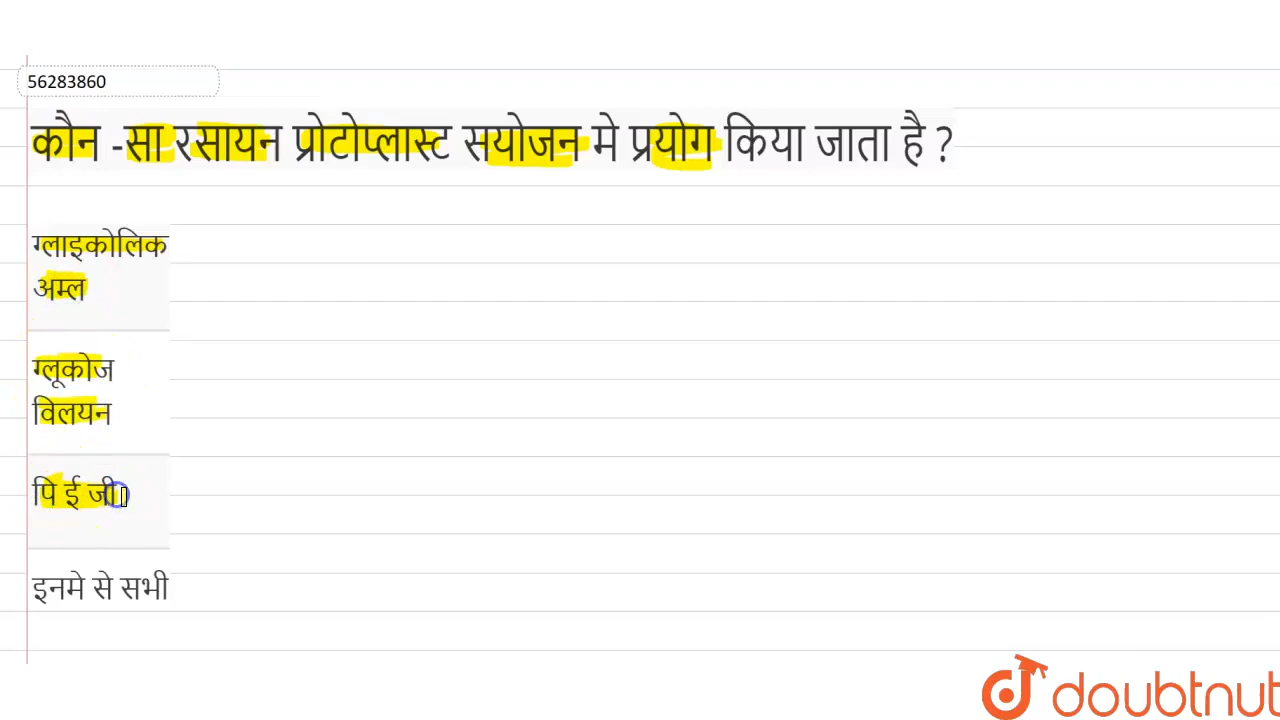 56283860
कौन -सा रसायन प्रोटोप्लास्ट सयोजन मे प्रयोग किया जाता है ?
ग्लाइकोलिक
अम्ल
ग्लूकोज
विलयन
पि ई जी
इनमे से सभी
doubtnut